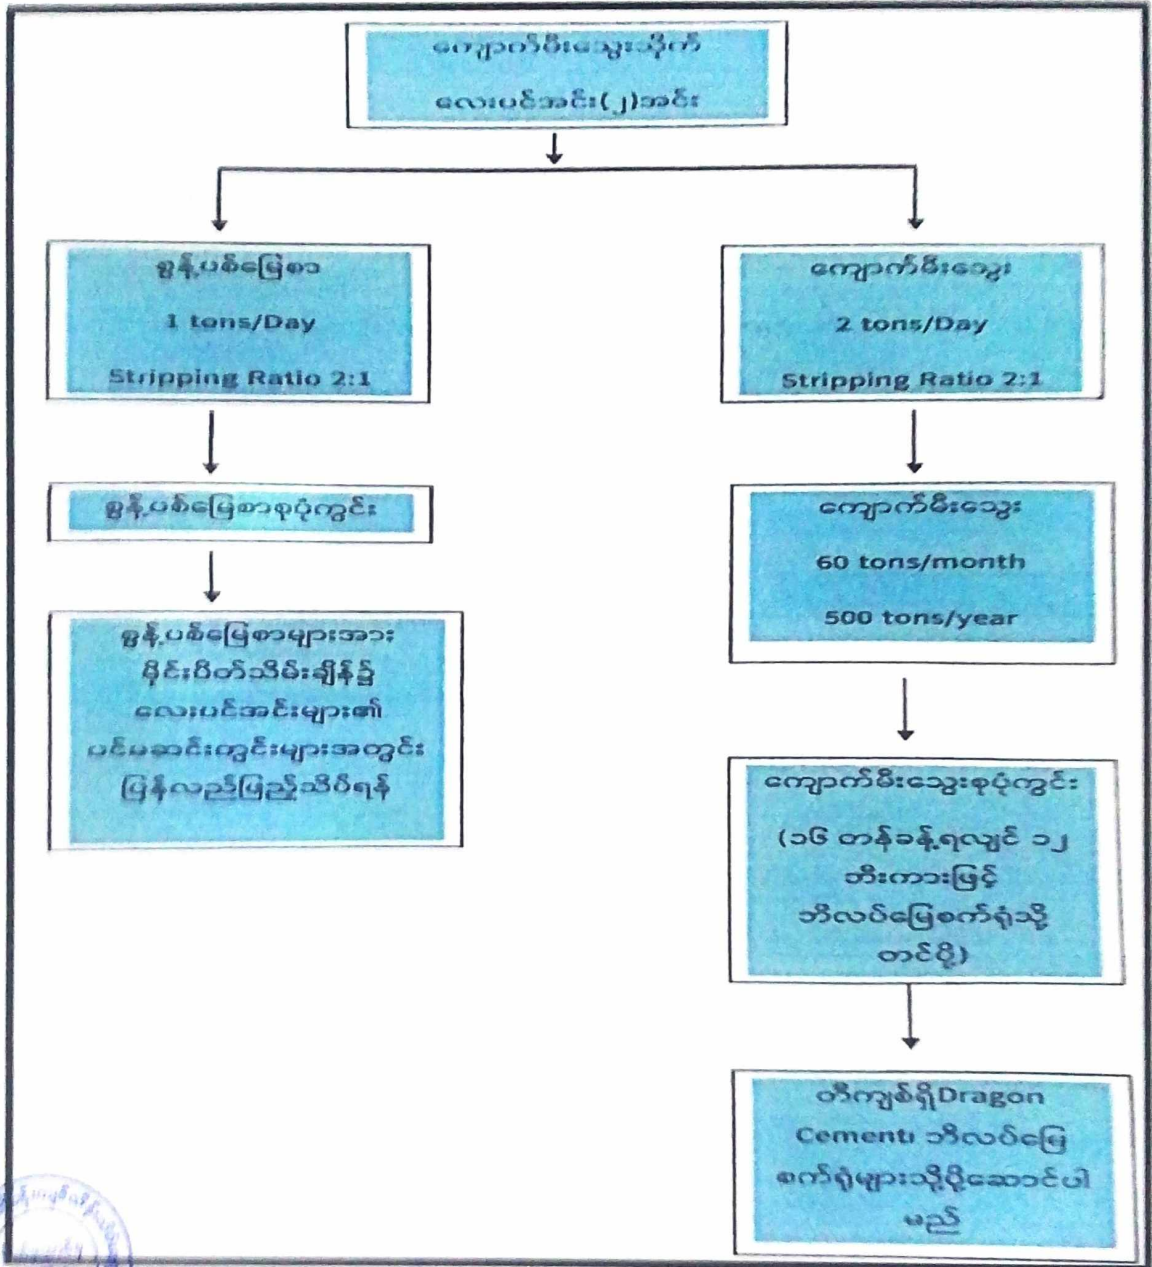 ကျောက်မီးသွေးသိုက်
လေးပင်အင်း(၂)အင်း
စွန့်ပစ်မြေစာ
1 tons/Day
Stripping Ratio 2:1
ကျောက်မီးသွေး
2 tons/Day
Stripping Ratio 2:1
စွန့်ပစ်မြေစာစုပုံကွင်း
ကျောက်မီးသွေး
60 tons/month
500 tons/year
စွန့်ပစ်မြေစာများအား
မိုင်းပိတ်သိမ်းချိန်၌
လေးပင်အင်းများ၏
ပင်မဆင်းတွင်းများအတွင်း
ပြန်လည်ဖြည့်သိပ်ရန်
ကျောက်မီးသွေးစုပုံကွင်း
(၁၆ တန်ခန့်ရလျှင် ၁၂
ဘီးကားဖြင့်
ဘိလပ်မြေစက်ရုံသို့
တင်ပို့)
တီကျစ်ရှိDragon
Cement၊ ဘိလပ်မြေ
စက်ရုံများသို့ပို့ဆောင်ပါ
မည်